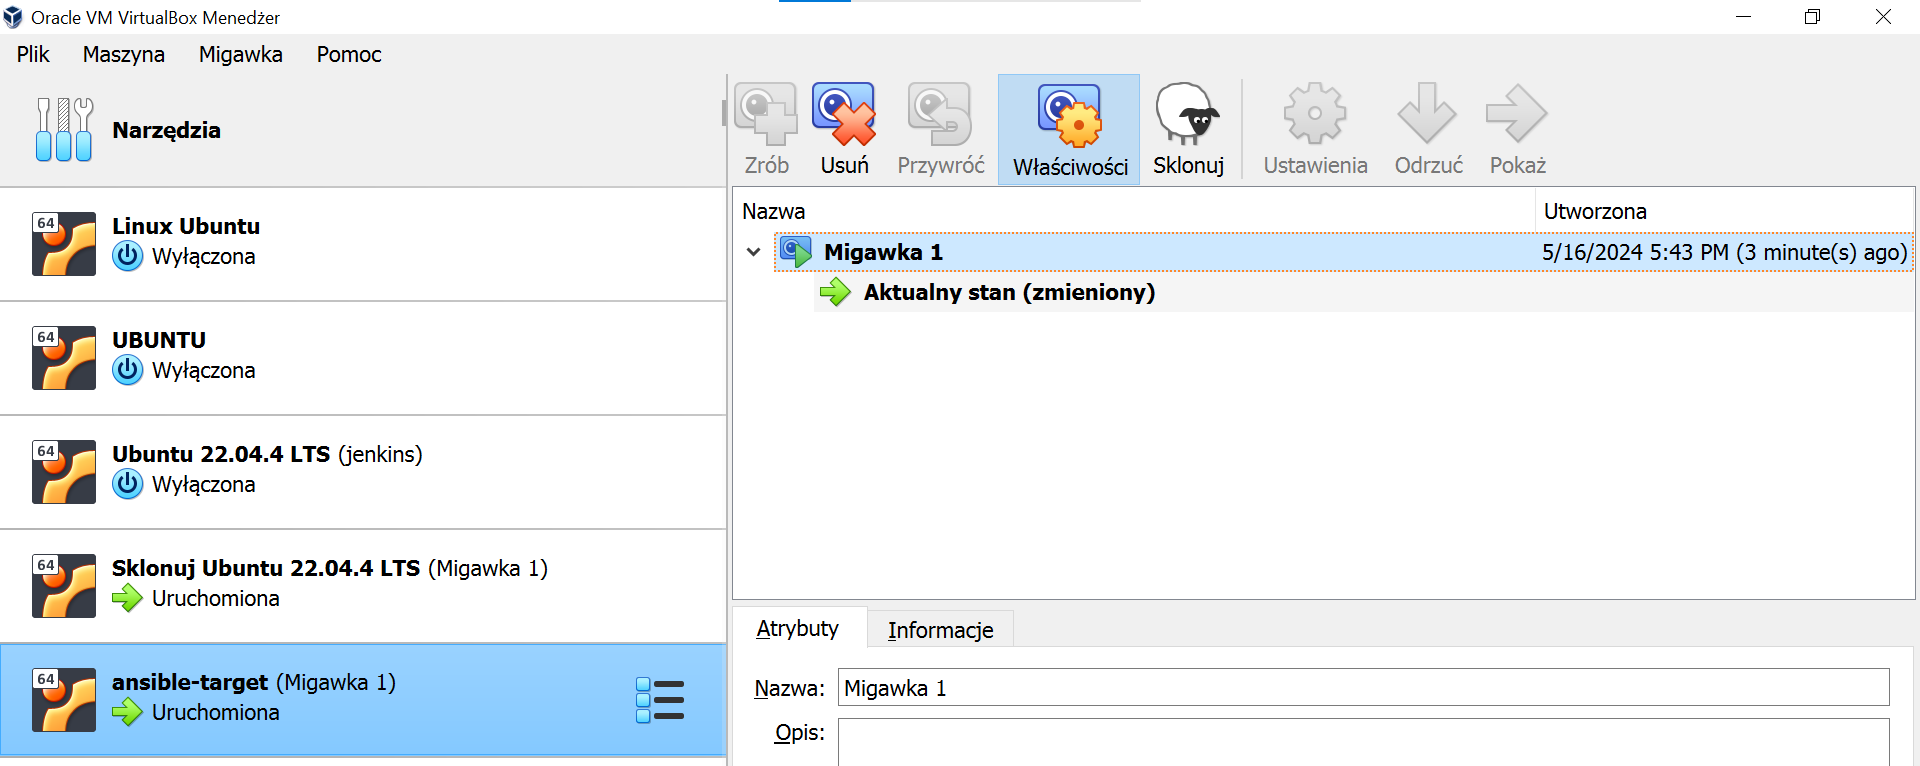 Oracle VM VirtualBox Menedżer
Plik Maszyna Migawka Pomoc
Narzędzia
64
Linux Ubuntu
Wyłączona
64
UBUNTU
Wyłączona
64
Ubuntu 22.04.4 LTS (jenkins)
Wyłączona
64
Sklonuj Ubuntu 22.04.4 LTS (Migawka 1)
Uruchomiona
64
ansible-target (Migawka 1)
Uruchomiona
Zrób Usuń Przywróć Właściwości Sklonuj Ustawienia Odrzuć Pokaż
Nazwa Utworzona
Migawka 1 5/16/2024 5:43 PM (3 minute(s) ago)
Aktualny stan (zmieniony)
Atrybuty Informacje
Nazwa: Migawka 1
Opis: